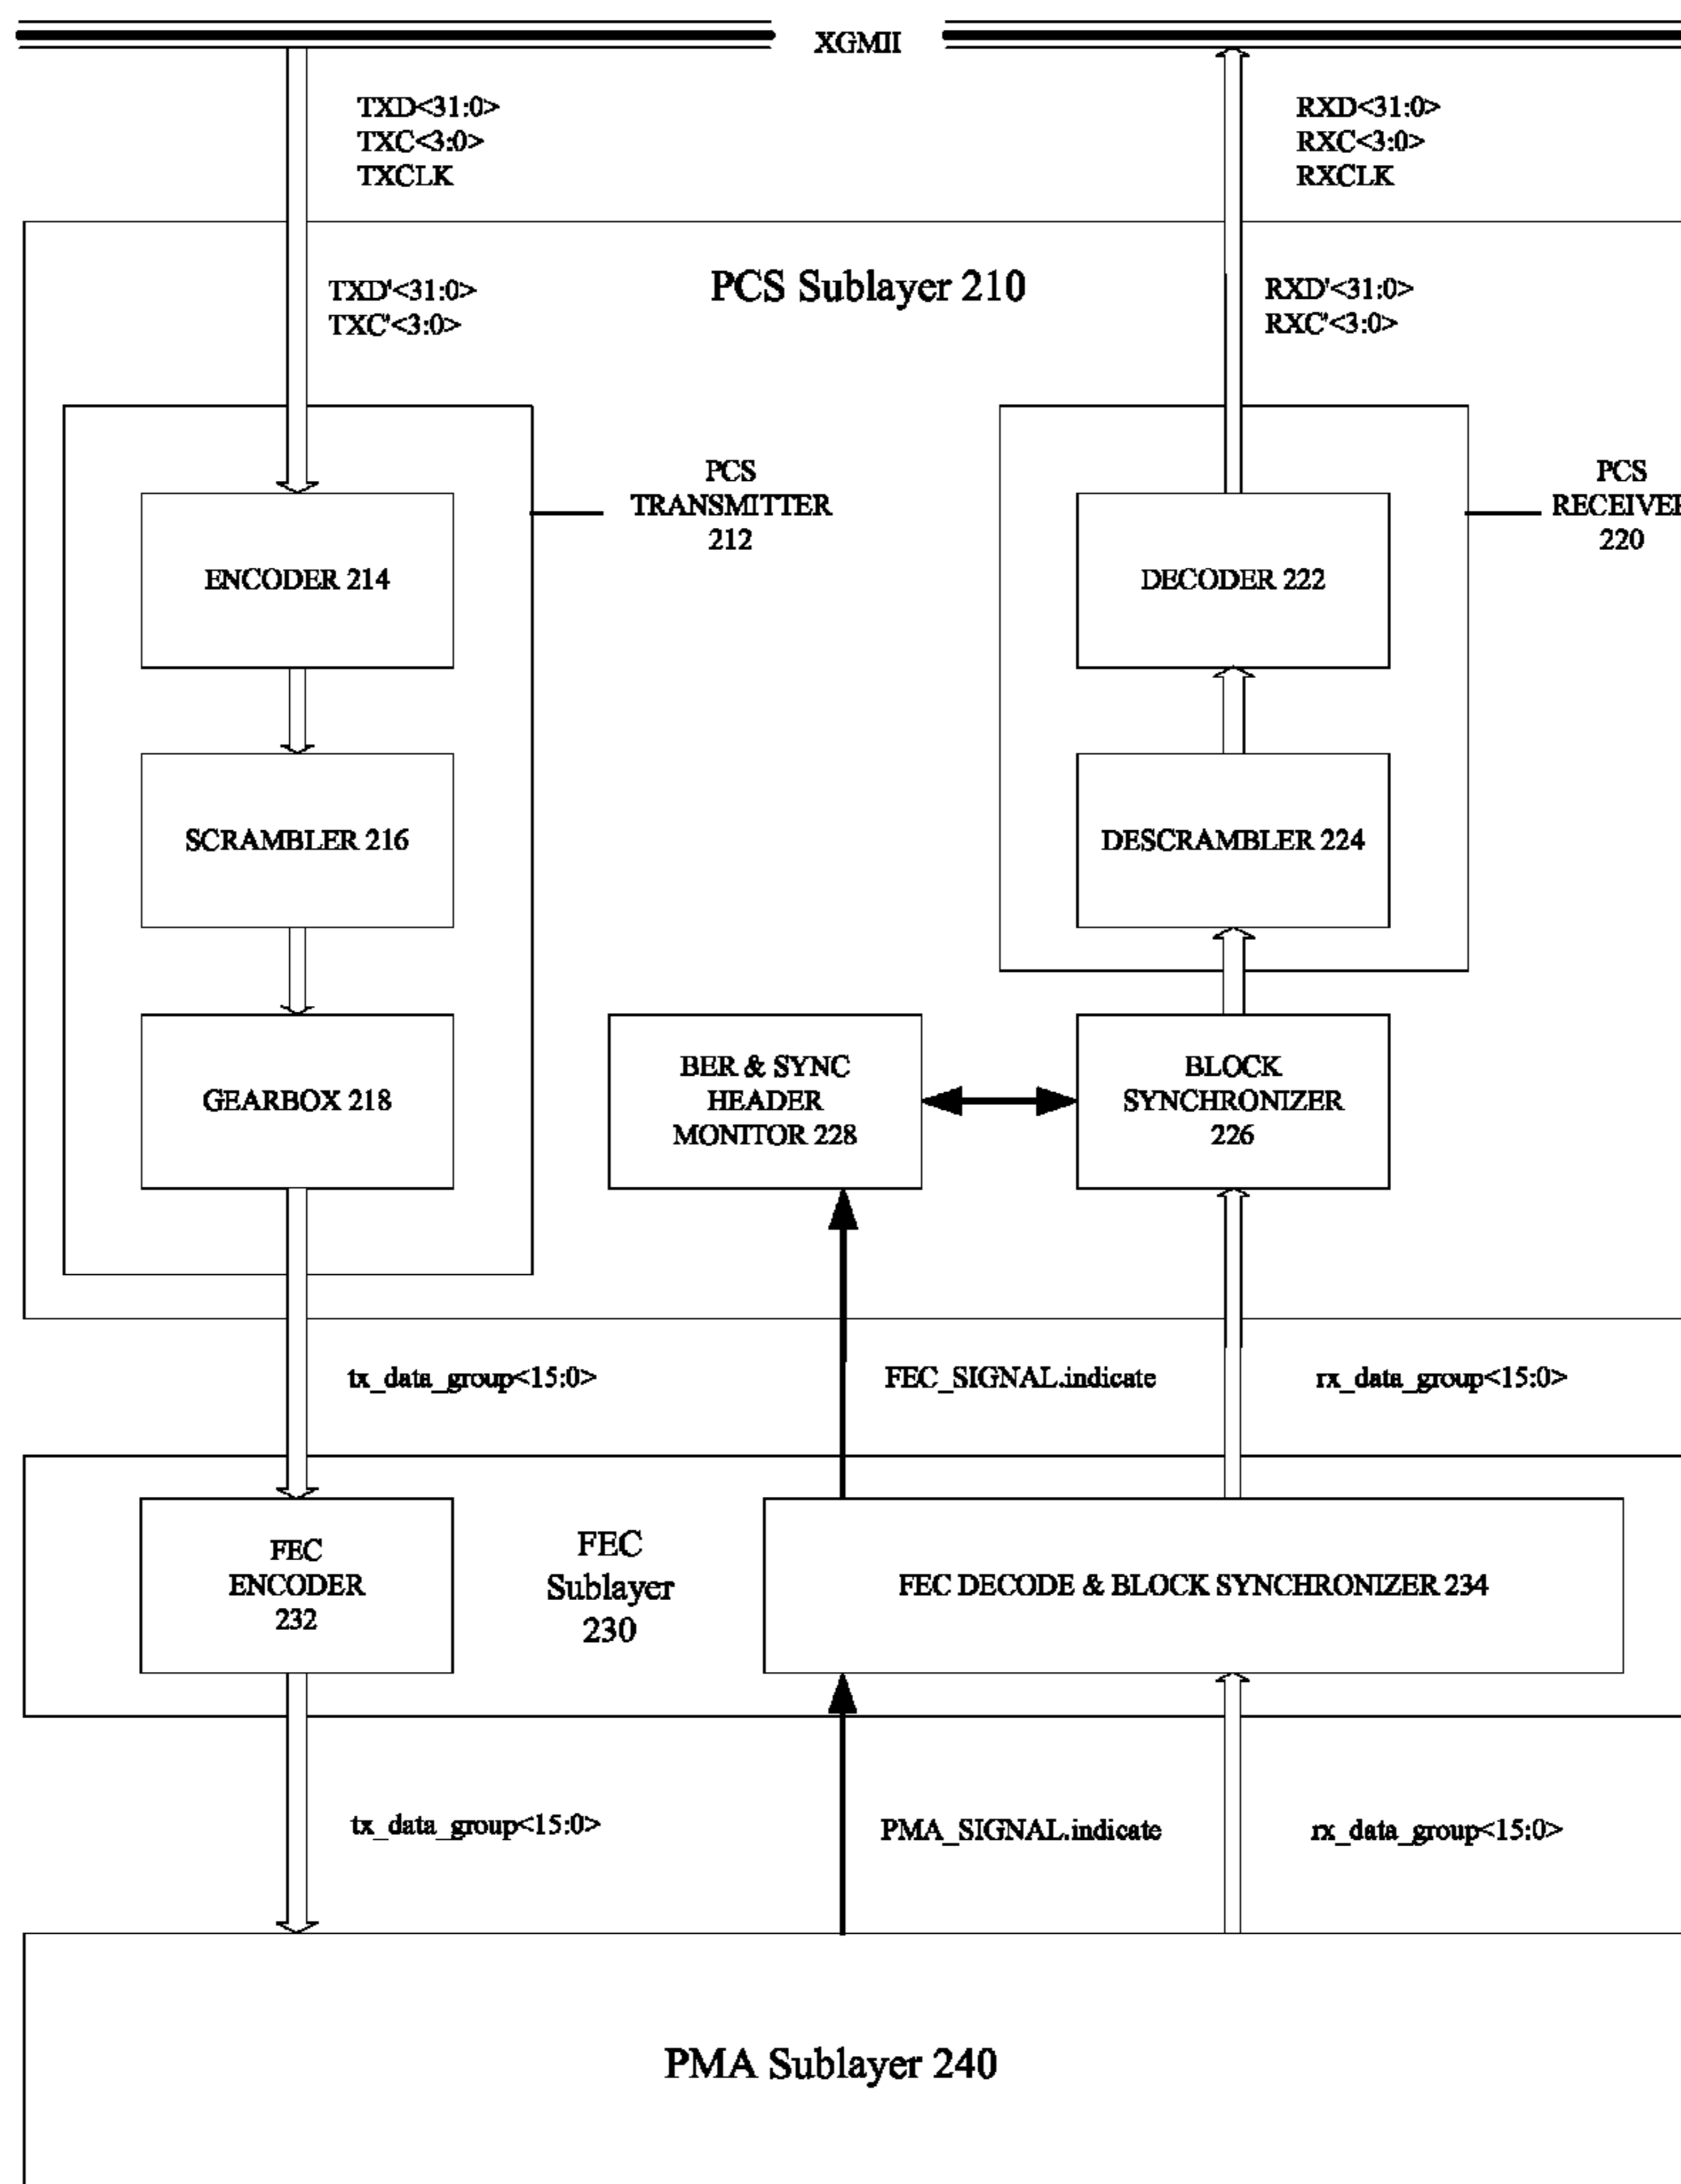 XGMII
TXD<31:0>
TXC<3:0>
TXCLK
RXD<31:0>
RXC<3:0>
RXCLK
PCS Sublayer 210
TXD'<31:0>
TXC'<3:0>
RXD'<31:0>
RXC'<3:0>
PCS
TRANSMITTER
212
PCS
RECEIVER
220
ENCODER 214
DECODER 222
SCRAMBLER 216
DESCRAMBLER 224
GEARBOX 218
BER & SYNC
HEADER
MONITOR 228
BLOCK
SYNCHRONIZER
226
tx_data_group<15:0>
FEC_SIGNAL.indicate
rx_data_group<15:0>
FEC
ENCODER
232
FEC
Sublayer
230
FEC DECODE & BLOCK SYNCHRONIZER 234
tx_data_group<15:0>
PMA_SIGNAL.indicate
rx_data_group<15:0>
PMA Sublayer 240